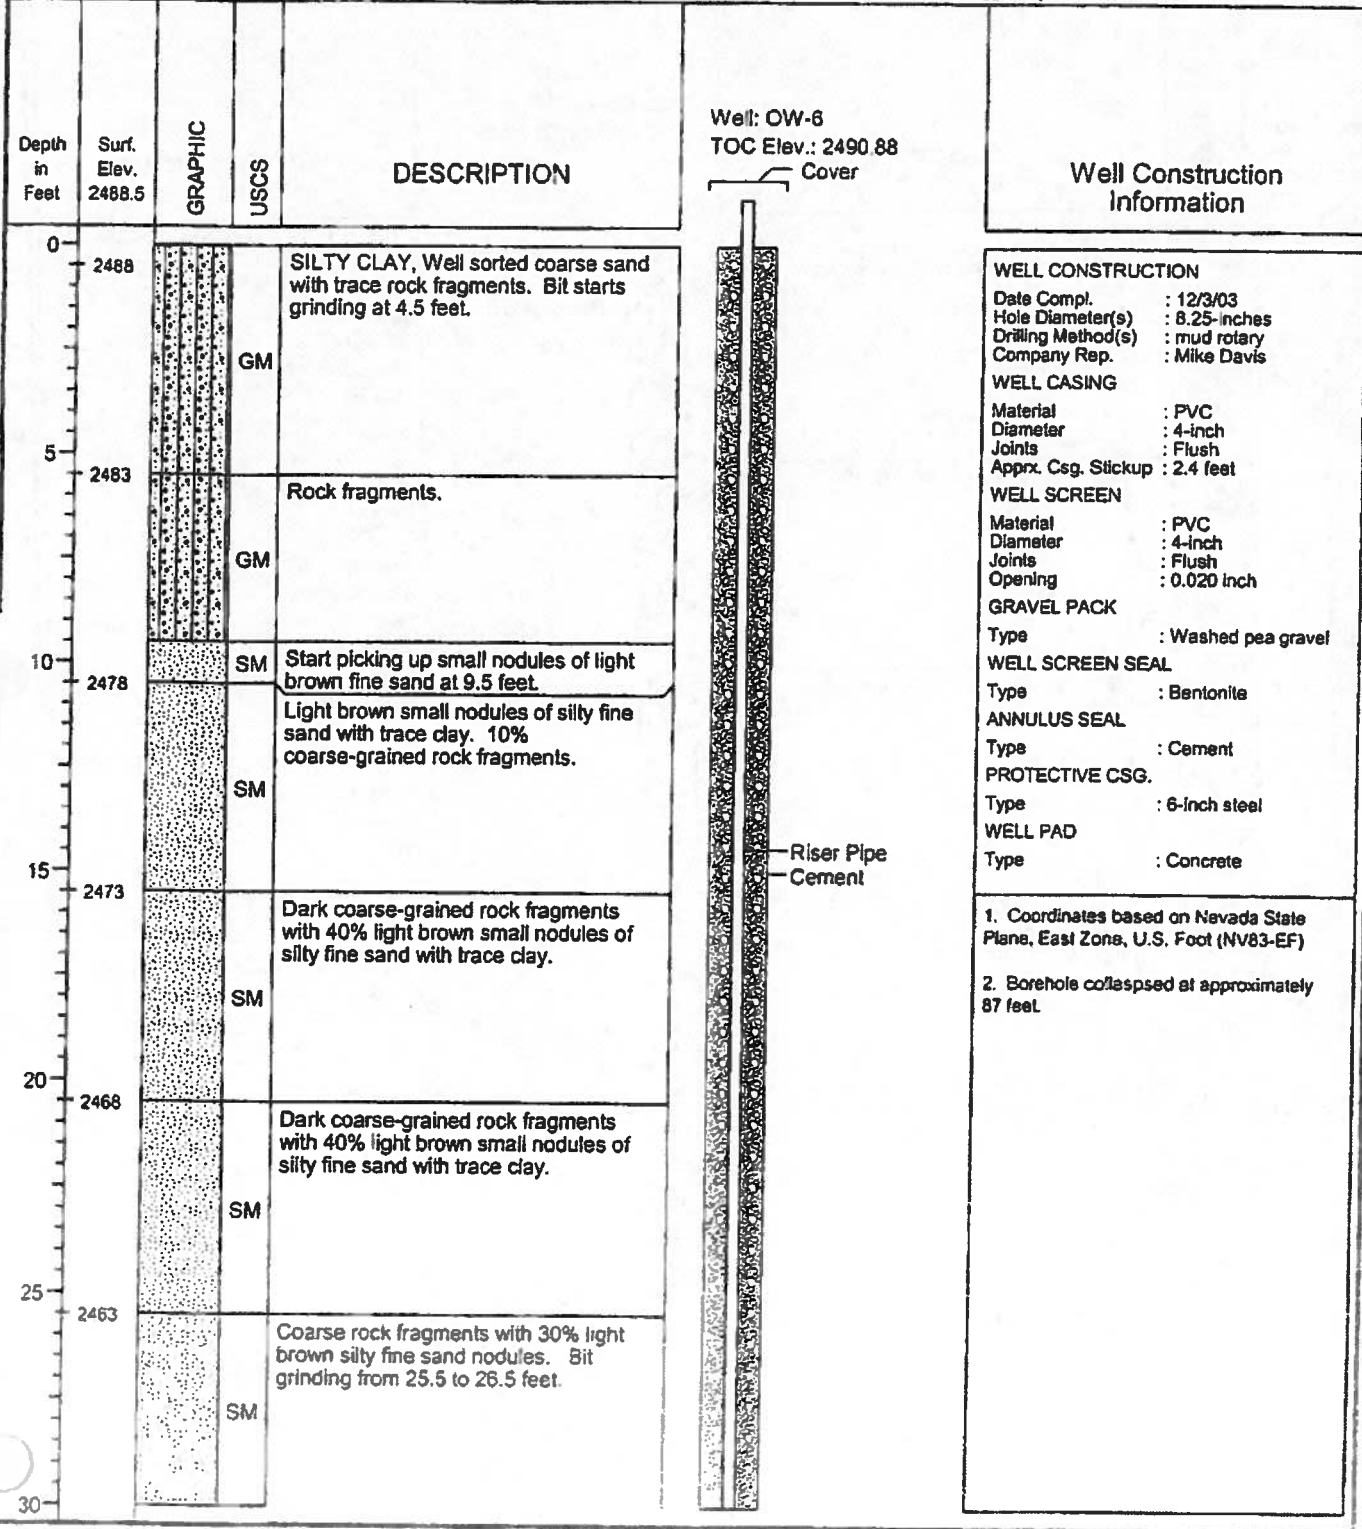 Depth
in
Feet
Surf.
Elev.
2488.5
GRAPHIC
USCS
DESCRIPTION
Well: OW-6
TOC Elev.: 2490.88
Cover
Well Construction
Information
0
2488
SILTY CLAY, Well sorted coarse sand
with trace rock fragments. Bit starts
grinding at 4.5 feet.
GM
5
2483
Rock fragments.
GM
10
2478
SM
Start picking up small nodules of light
brown fine sand at 9.5 feet.
Light brown small nodules of silty fine
sand with trace clay. 10%
coarse-grained rock fragments.
SM
15
2473
Dark coarse-grained rock fragments
with 40% light brown small nodules of
silty fine sand with trace clay.
SM
20
2468
Dark coarse-grained rock fragments
with 40% light brown small nodules of
silty fine sand with trace clay.
SM
25
2463
Coarse rock fragments with 30% light
brown silty fine sand nodules. Bit
grinding from 25.5 to 26.5 feet.
SM
30
Riser Pipe
Cement
WELL CONSTRUCTION
Date Compl. : 12/3/03
Hole Diameter(s) : 8.25-inches
Drilling Method(s) : mud rotary
Company Rep. : Mike Davis
WELL CASING
Material : PVC
Diameter : 4-inch
Joints : Flush
Apprx. Csg. Stickup : 2.4 feet
WELL SCREEN
Material : PVC
Diameter : 4-inch
Joints : Flush
Opening : 0.020 inch
GRAVEL PACK
Type : Washed pea gravel
WELL SCREEN SEAL
Type : Bentonite
ANNULUS SEAL
Type : Cement
PROTECTIVE CSG.
Type : 6-inch steel
WELL PAD
Type : Concrete
1. Coordinates based on Nevada State
Plane, East Zone, U.S. Foot (NV83-EF)
2. Borehole collaspsed at approximately
87 feet.